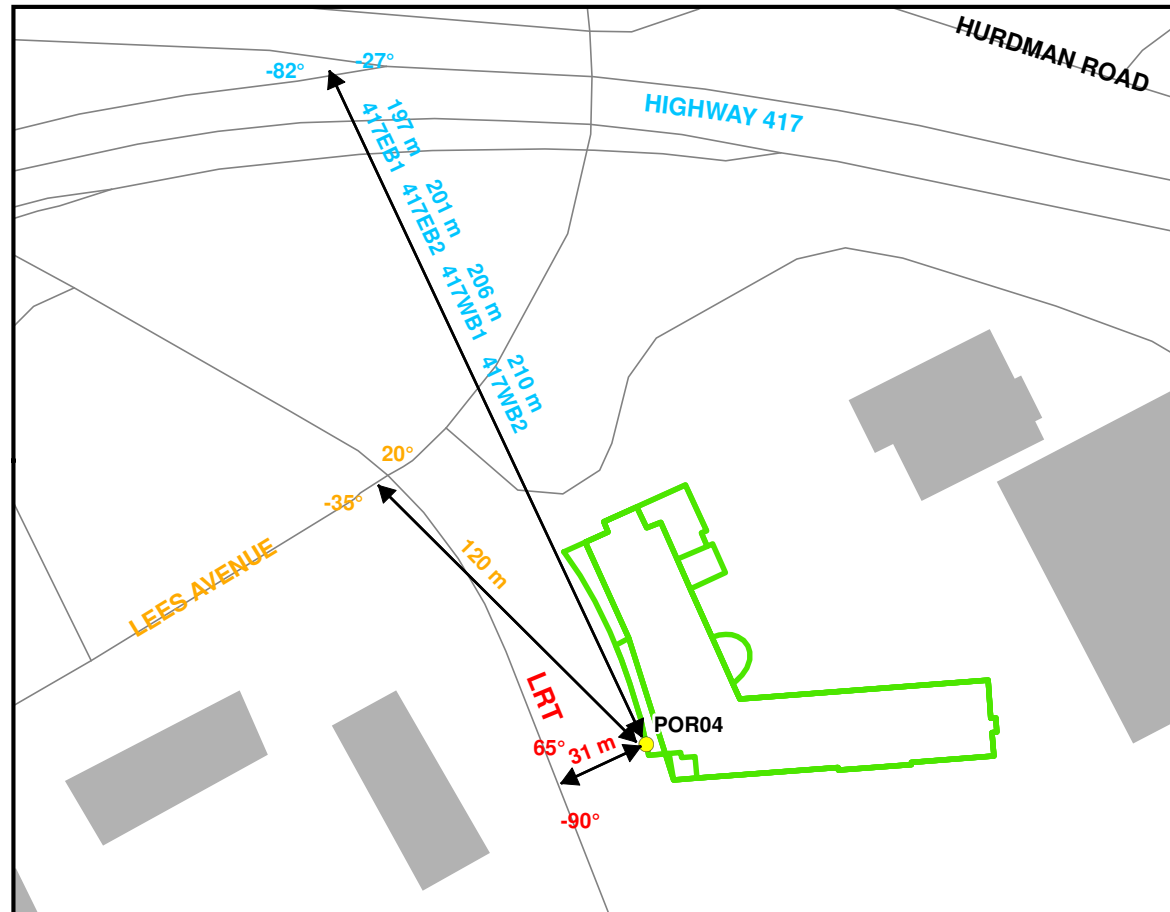 HURDMAN ROAD
-82°
-27°
HIGHWAY 417
197 m
417EB1
201 m
417EB2
206 m
417WB1
210 m
417WB2
20°
-35°
120 m
LEES AVENUE
LRT
POR04
65°
31 m
-90°